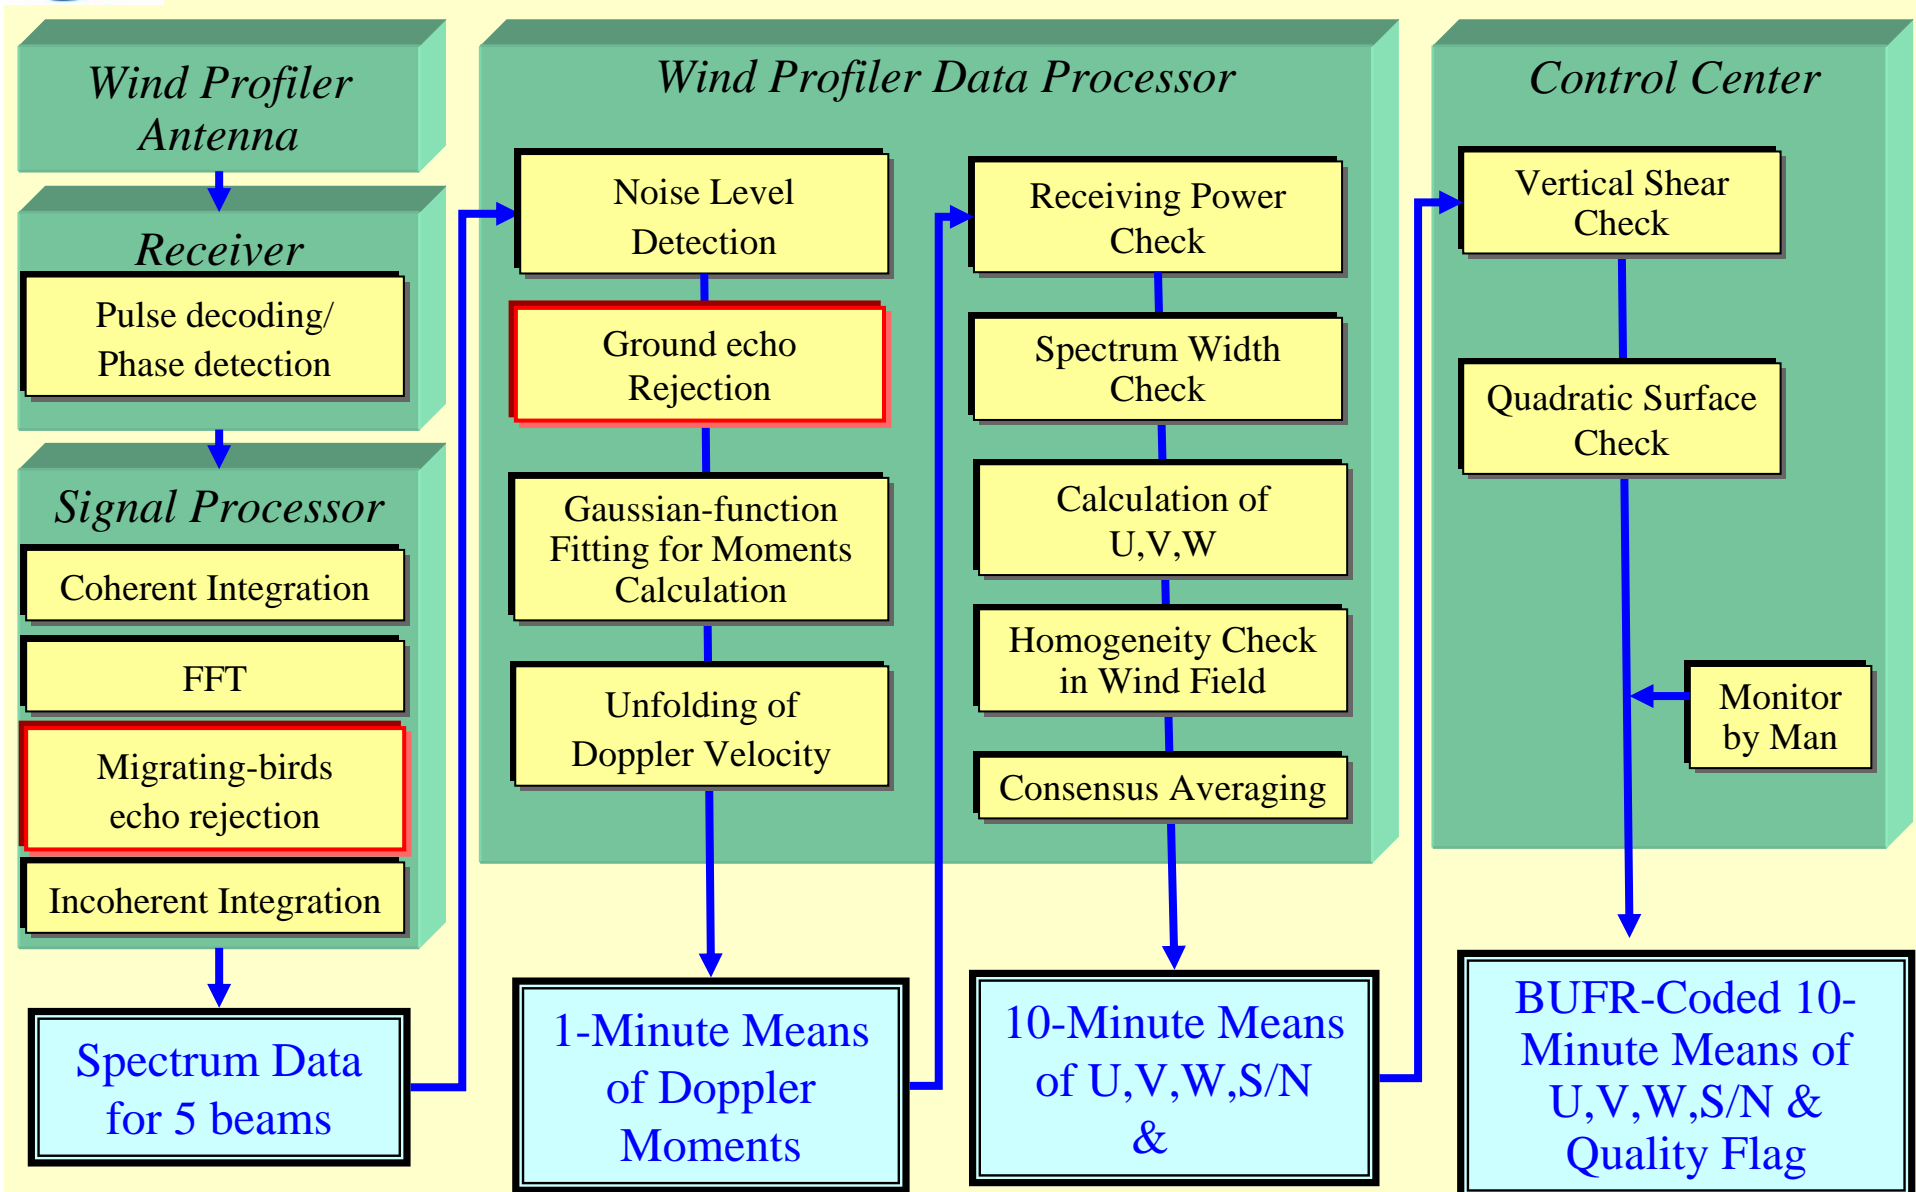 Wind Profiler
Antenna
Receiver
Pulse decoding/
Phase detection
Signal Processor
Coherent Integration
FFT
Migrating-birds
echo rejection
Incoherent Integration
Spectrum Data
for 5 beams
Wind Profiler Data Processor
Noise Level
Detection
Ground echo
Rejection
Gaussian-function
Fitting for Moments
Calculation
Unfolding of
Doppler Velocity
1-Minute Means
of Doppler
Moments
Receiving Power
Check
Spectrum Width
Check
Calculation of
U,V,W
Homogeneity Check
in Wind Field
Consensus Averaging
10-Minute Means
of U,V,W,S/N
&
Control Center
Vertical Shear
Check
Quadratic Surface
Check
Monitor
by Man
BUFR-Coded 10-
Minute Means of
U,V,W,S/N &
Quality Flag